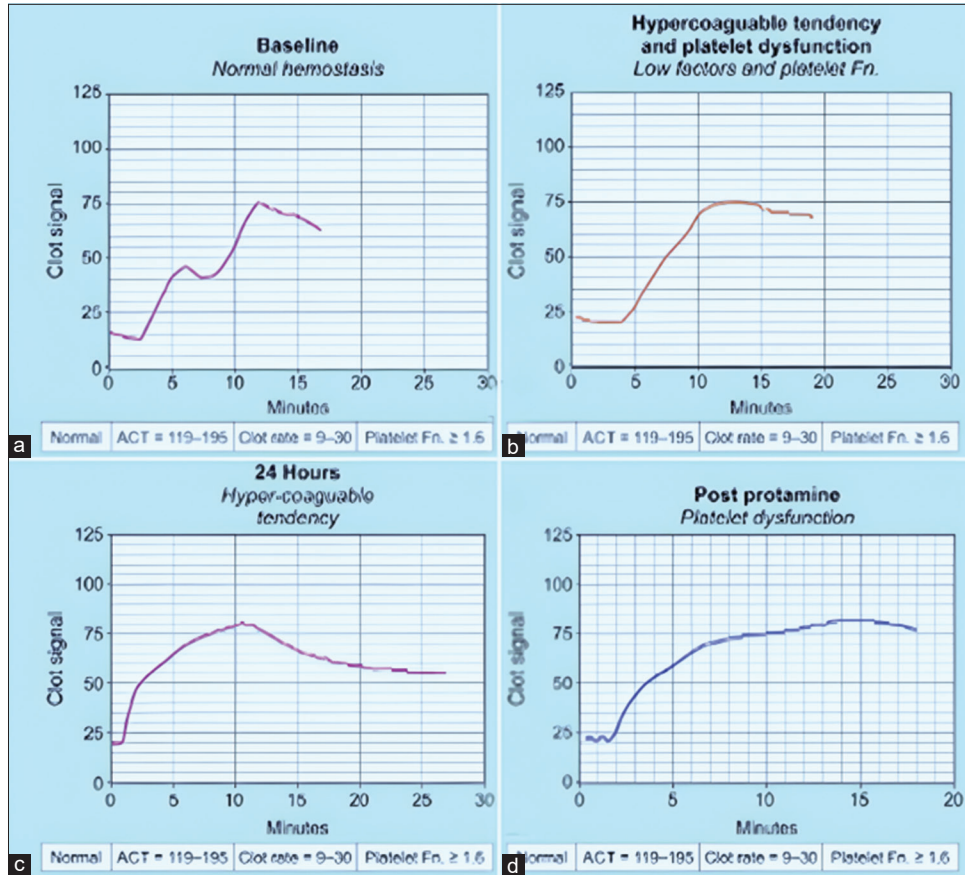 Baseline
Normal hemostasis
125
100
75
50
25
0
Clot signal
0 5 10 15 20 25 30
Minutes
Normal ACT = 119–195 Clot rate = 9–30 Platelet Fn. ≥ 1.6
a
Hypercoaguable tendency
and platelet dysfunction
Low factors and platelet Fn.
125
100
75
50
25
0
Clot signal
0 5 10 15 20 25 30
Minutes
Normal ACT = 119–195 Clot rate = 9–30 Platelet Fn. ≥ 1.6
b
24 Hours
Hyper-coaguable
tendency
125
100
75
50
25
0
Clot signal
0 5 10 15 20 25 30
Minutes
Normal ACT = 119–195 Clot rate = 9–30 Platelet Fn. ≥ 1.6
c
Post protamine
Platelet dysfunction
125
100
75
50
25
0
Clot signal
0 5 10 15 20
Minutes
Normal ACT = 119–195 Clot rate = 9–30 Platelet Fn. ≥ 1.6
d